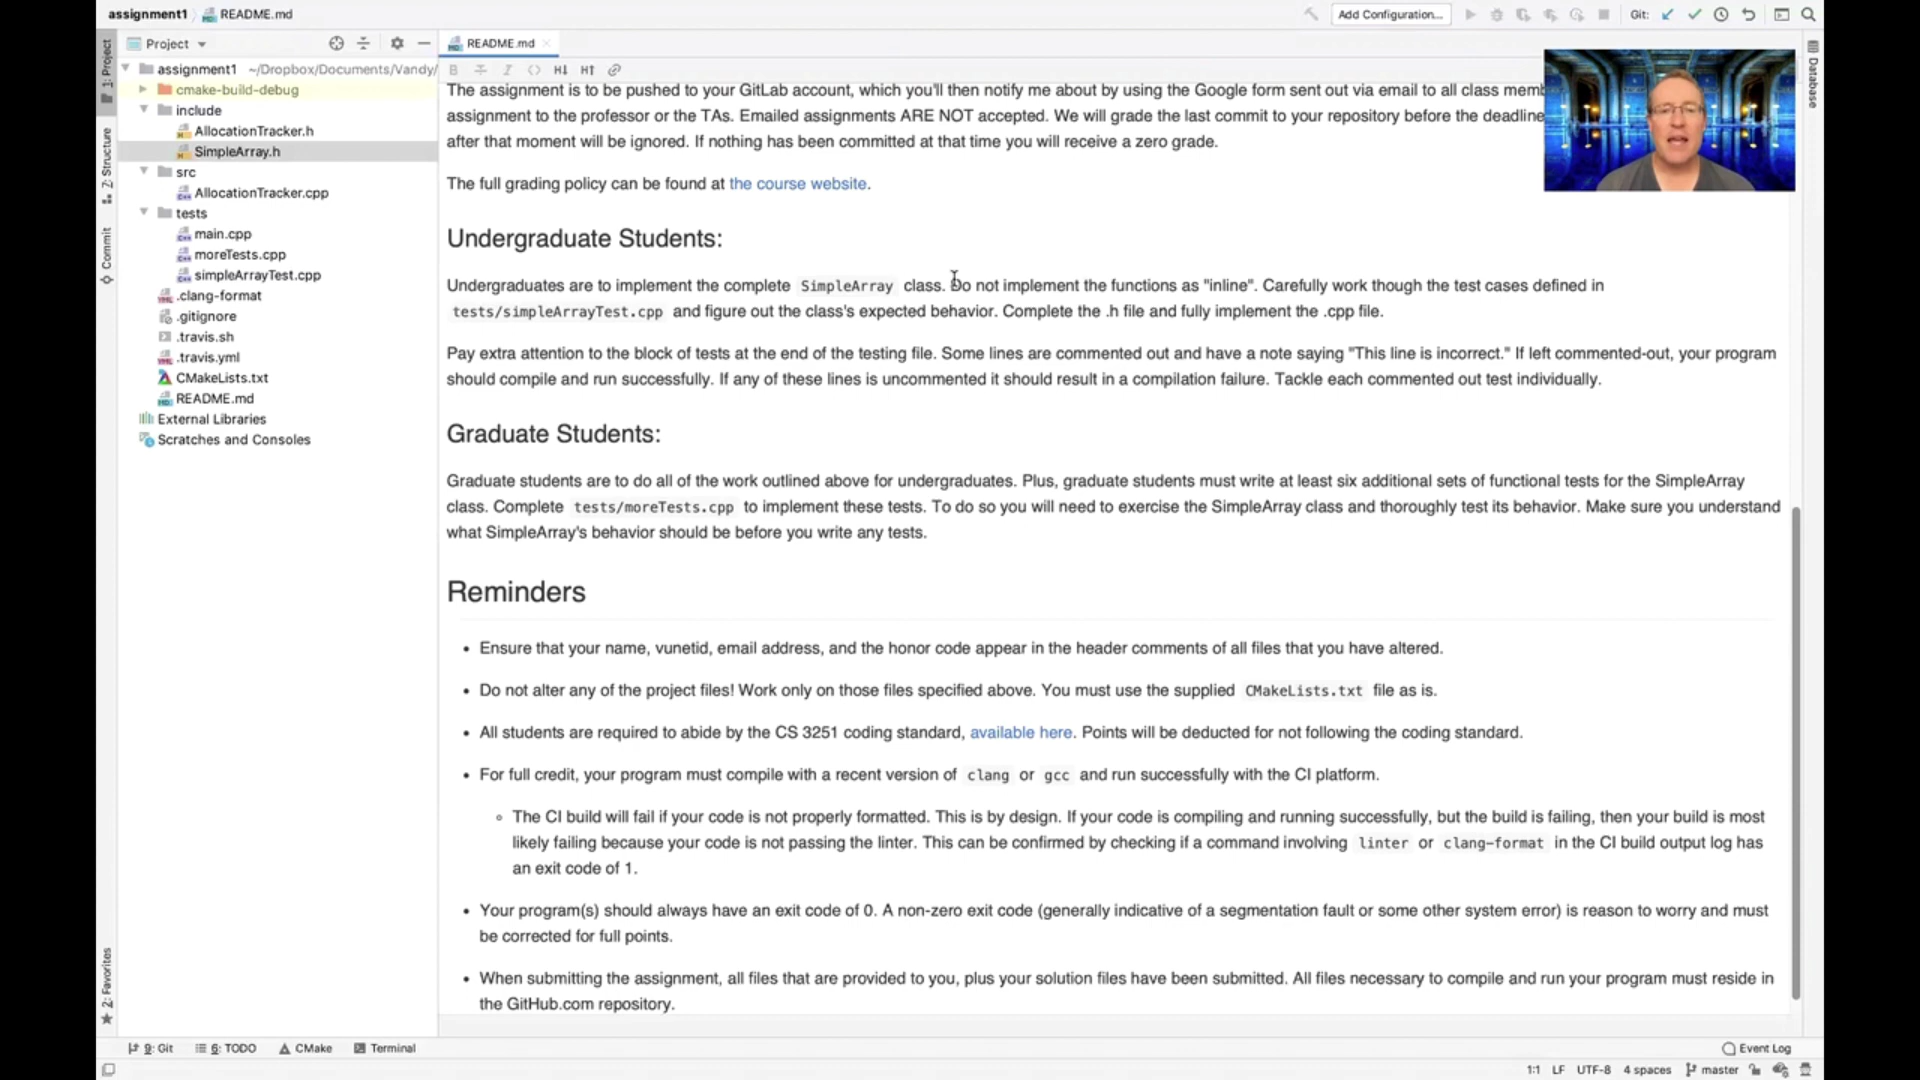 assignment1 README.md
Add Configuration...
Git:
Project
README.md
1: Project
assignment1 ~/Dropbox/Documents/Vandy/
cmake-build-debug
include
AllocationTracker.h
SimpleArray.h
src
AllocationTracker.cpp
tests
main.cpp
moreTests.cpp
simpleArrayTest.cpp
.clang-format
.gitignore
.travis.sh
.travis.yml
CMakeLists.txt
README.md
External Libraries
Scratches and Consoles
Z: Structure
Commit
2: Favorites
The assignment is to be pushed to your GitLab account, which you'll then notify me about by using the Google form sent out via email to all class memb
assignment to the professor or the TAs. Emailed assignments ARE NOT accepted. We will grade the last commit to your repository before the deadline
after that moment will be ignored. If nothing has been committed at that time you will receive a zero grade.
The full grading policy can be found at the course website.
Undergraduate Students:
Undergraduates are to implement the complete SimpleArray class. Do not implement the functions as "inline". Carefully work though the test cases defined in
tests/simpleArrayTest.cpp and figure out the class's expected behavior. Complete the .h file and fully implement the .cpp file.
Pay extra attention to the block of tests at the end of the testing file. Some lines are commented out and have a note saying "This line is incorrect." If left commented-out, your program
should compile and run successfully. If any of these lines is uncommented it should result in a compilation failure. Tackle each commented out test individually.
Graduate Students:
Graduate students are to do all of the work outlined above for undergraduates. Plus, graduate students must write at least six additional sets of functional tests for the SimpleArray
class. Complete tests/moreTests.cpp to implement these tests. To do so you will need to exercise the SimpleArray class and thoroughly test its behavior. Make sure you understand
what SimpleArray's behavior should be before you write any tests.
Reminders
• Ensure that your name, vunetid, email address, and the honor code appear in the header comments of all files that you have altered.
• Do not alter any of the project files! Work only on those files specified above. You must use the supplied CMakeLists.txt file as is.
• All students are required to abide by the CS 3251 coding standard, available here. Points will be deducted for not following the coding standard.
• For full credit, your program must compile with a recent version of clang or gcc and run successfully with the CI platform.
◦ The CI build will fail if your code is not properly formatted. This is by design. If your code is compiling and running successfully, but the build is failing, then your build is most
likely failing because your code is not passing the linter. This can be confirmed by checking if a command involving linter or clang-format in the CI build output log has
an exit code of 1.
• Your program(s) should always have an exit code of 0. A non-zero exit code (generally indicative of a segmentation fault or some other system error) is reason to worry and must
be corrected for full points.
• When submitting the assignment, all files that are provided to you, plus your solution files have been submitted. All files necessary to compile and run your program must reside in
the GitHub.com repository.
Database
9: Git 6: TODO CMake Terminal
Event Log
1:1 LF UTF-8 4 spaces master